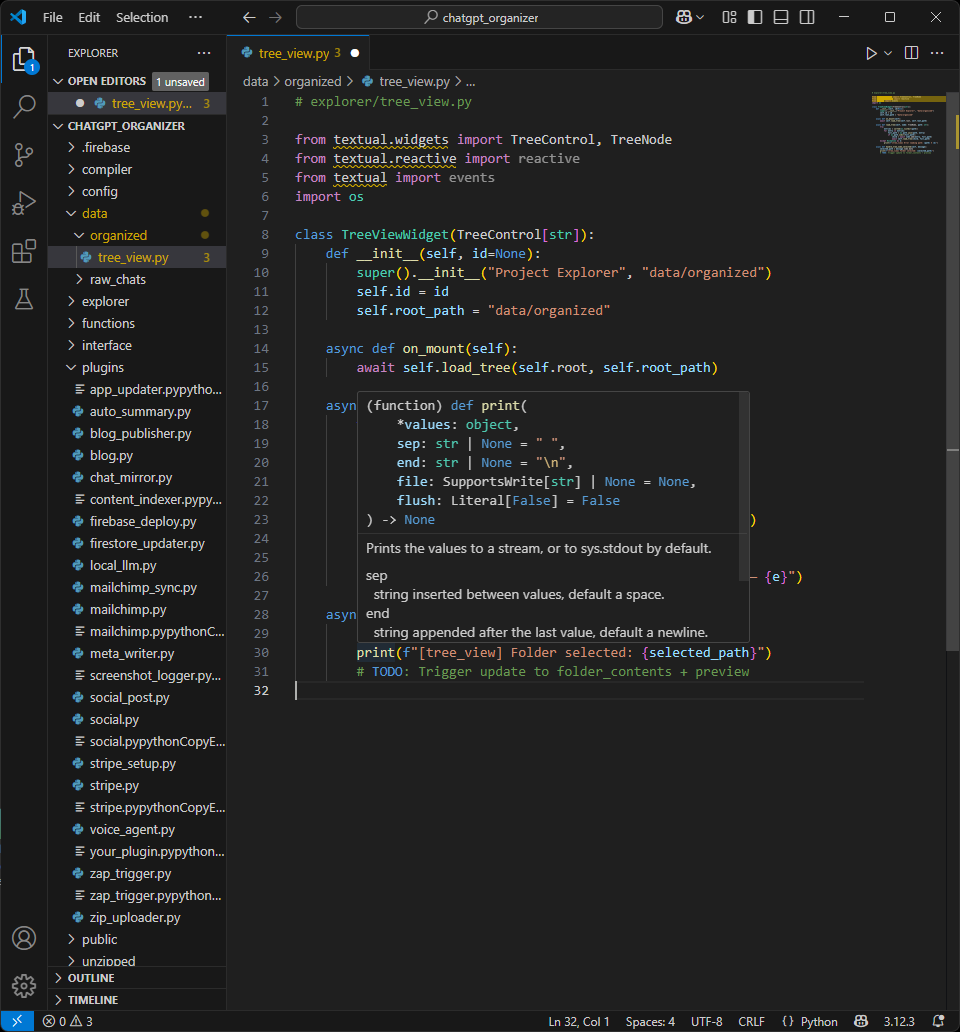 File Edit Selection ··· chatgpt_organizer
EXPLORER ···
OPEN EDITORS 1 unsaved
tree_view.py... 3
CHATGPT_ORGANIZER
.firebase
compiler
config
data
organized
tree_view.py 3
raw_chats
explorer
functions
interface
plugins
app_updater.pypytho...
auto_summary.py
blog_publisher.py
blog.py
chat_mirror.py
content_indexer.pypy...
firebase_deploy.py
firestore_updater.py
local_llm.py
mailchimp_sync.py
mailchimp.py
mailchimp.pypythonC...
meta_writer.py
screenshot_logger.py...
social_post.py
social.py
social.pypythonCopyE...
stripe_setup.py
stripe.py
stripe.pypythonCopyE...
voice_agent.py
your_plugin.pypython...
zap_trigger.py
zap_trigger.pypython...
zip_uploader.py
public
unzipped
OUTLINE
TIMELINE
1
tree_view.py 3
data > organized > tree_view.py > ...
1 # explorer/tree_view.py
2
3 from textual.widgets import TreeControl, TreeNode
4 from textual.reactive import reactive
5 from textual import events
6 import os
7
8 class TreeViewWidget(TreeControl[str]):
9 def __init__(self, id=None):
10 super().__init__("Project Explorer", "data/organized")
11 self.id = id
12 self.root_path = "data/organized"
13
14 async def on_mount(self):
15 await self.load_tree(self.root, self.root_path)
16
17 asyn
18
19
20
21
22
23 )
24
25
26 — {e}")
27
28 asyn
29
30 print(f"[tree_view] Folder selected: {selected_path}")
31 # TODO: Trigger update to folder_contents + preview
32
(function) def print(
*values: object,
sep: str | None = " ",
end: str | None = "\n",
file: SupportsWrite[str] | None = None,
flush: Literal[False] = False
) -> None
Prints the values to a stream, or to sys.stdout by default.
sep
string inserted between values, default a space.
end
string appended after the last value, default a newline.
0 3 Ln 32, Col 1 Spaces: 4 UTF-8 CRLF {} Python 3.12.3